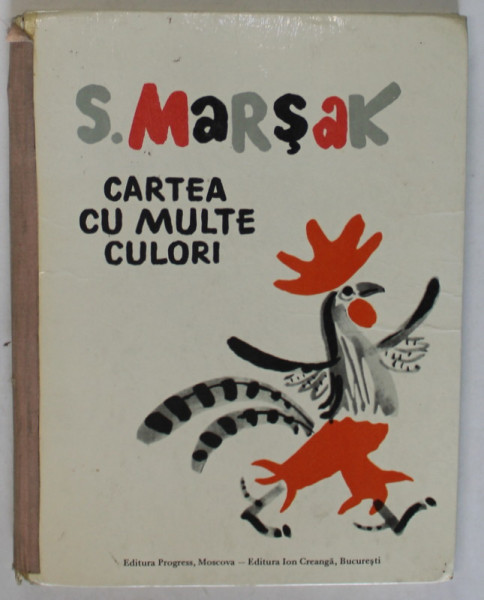 S. MaRşaK
CARTEA
CU MULTE
CULORI
Editura Progress, Moscova — Editura Ion Creangă, Bucureşti